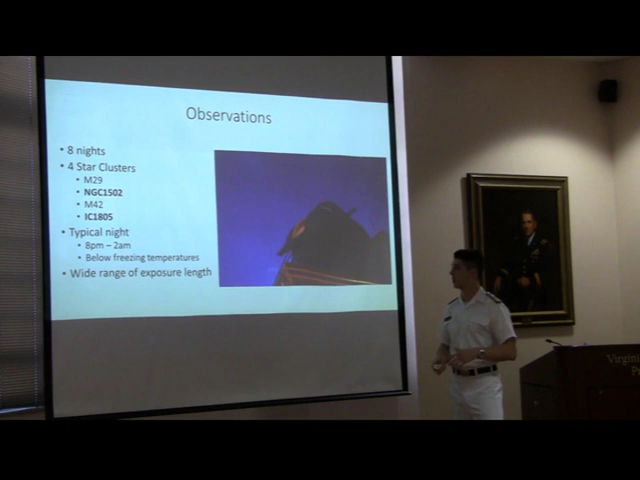 Observations
• 8 nights
• 4 Star Clusters
• M29
• NGC1502
• M42
• IC1805
• Typical night
• 8pm – 2am
• Below freezing temperatures
• Wide range of exposure length
Virginia